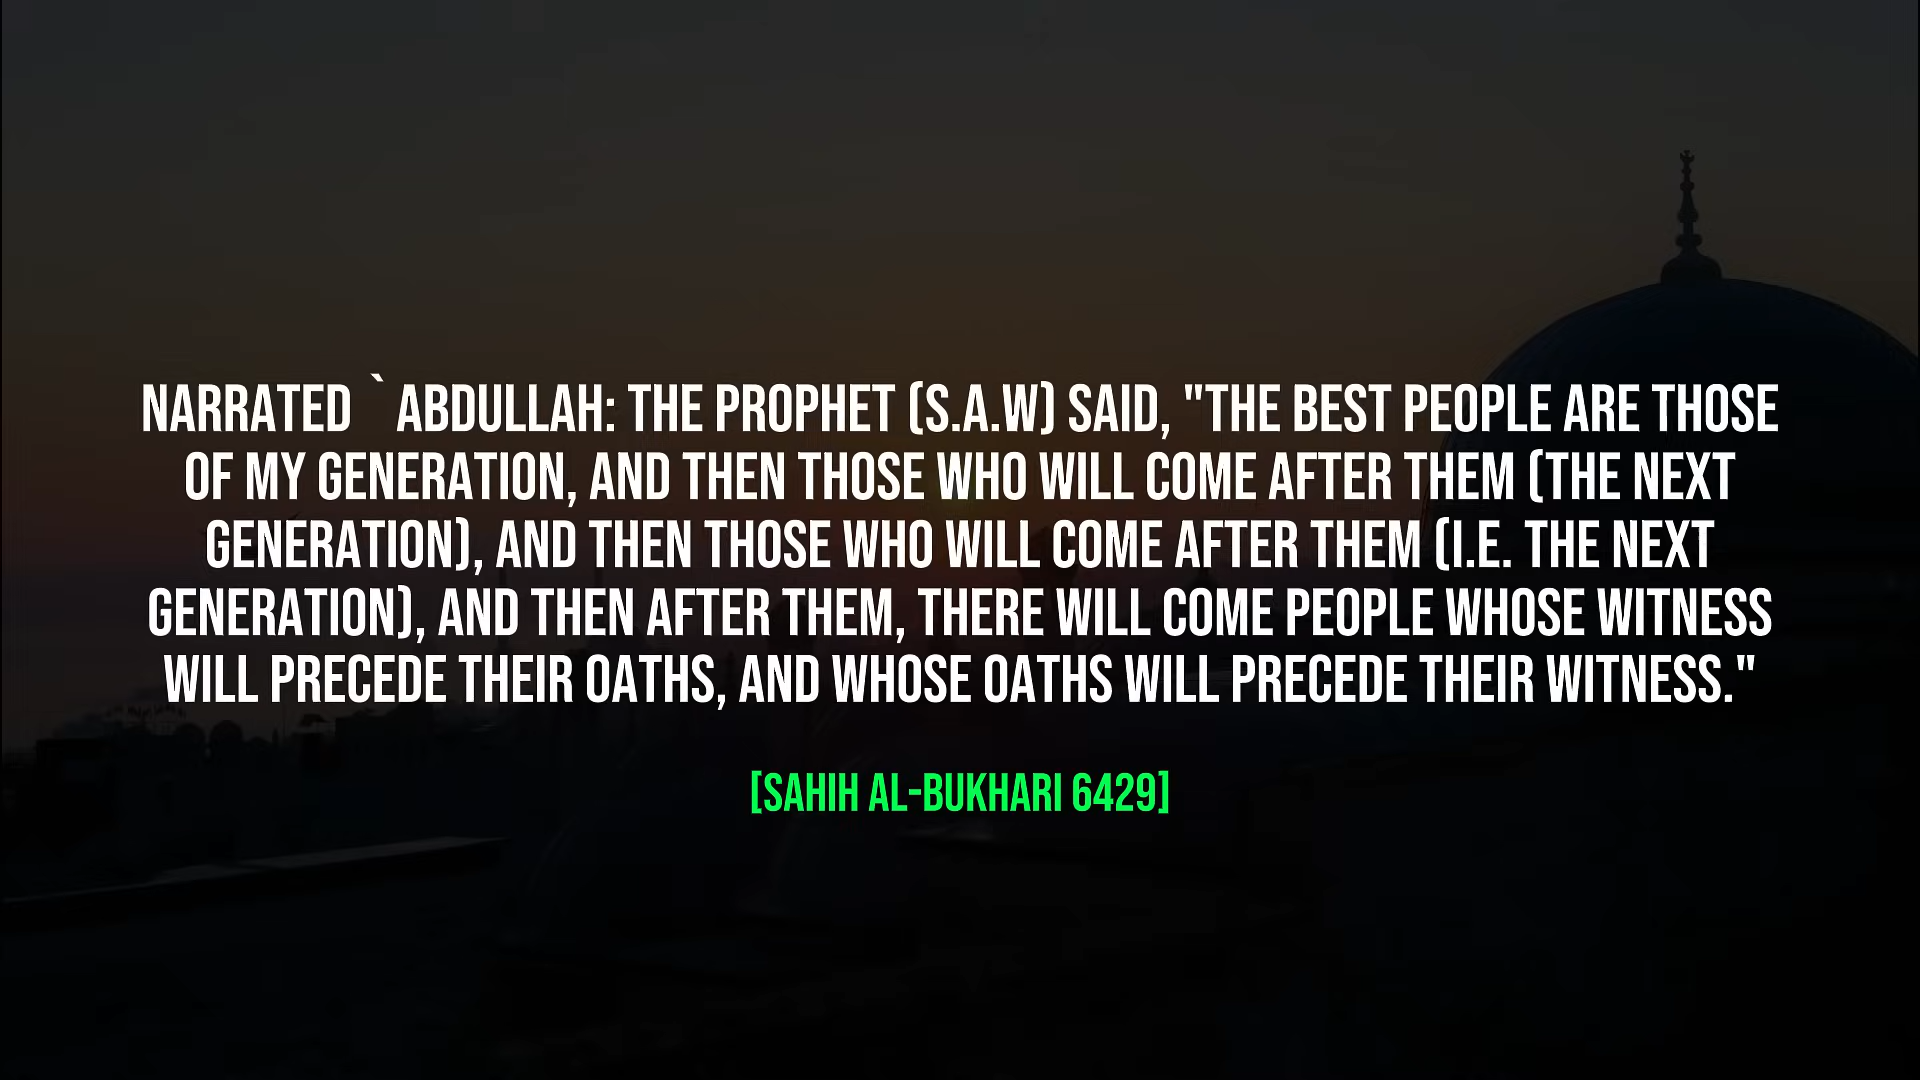 NARRATED `ABDULLAH: THE PROPHET (S.A.W) SAID, "THE BEST PEOPLE ARE THOSE
OF MY GENERATION, AND THEN THOSE WHO WILL COME AFTER THEM (THE NEXT
GENERATION), AND THEN THOSE WHO WILL COME AFTER THEM (I.E. THE NEXT
GENERATION), AND THEN AFTER THEM, THERE WILL COME PEOPLE WHOSE WITNESS
WILL PRECEDE THEIR OATHS, AND WHOSE OATHS WILL PRECEDE THEIR WITNESS."
[SAHIH AL-BUKHARI 6429]